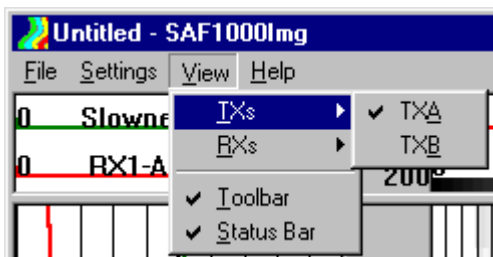 Untitled - SAF1000Img
File Settings View Help
TXs
TXA
RXs
TXB
Toolbar
Status Bar
0 Slowne
0 RX1-A
200